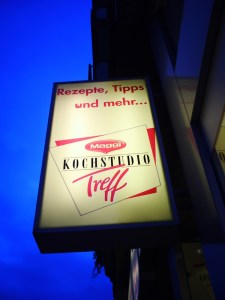 Rezepte, Tipps
und mehr...
Maggi
KOCHSTUDIO
Treff